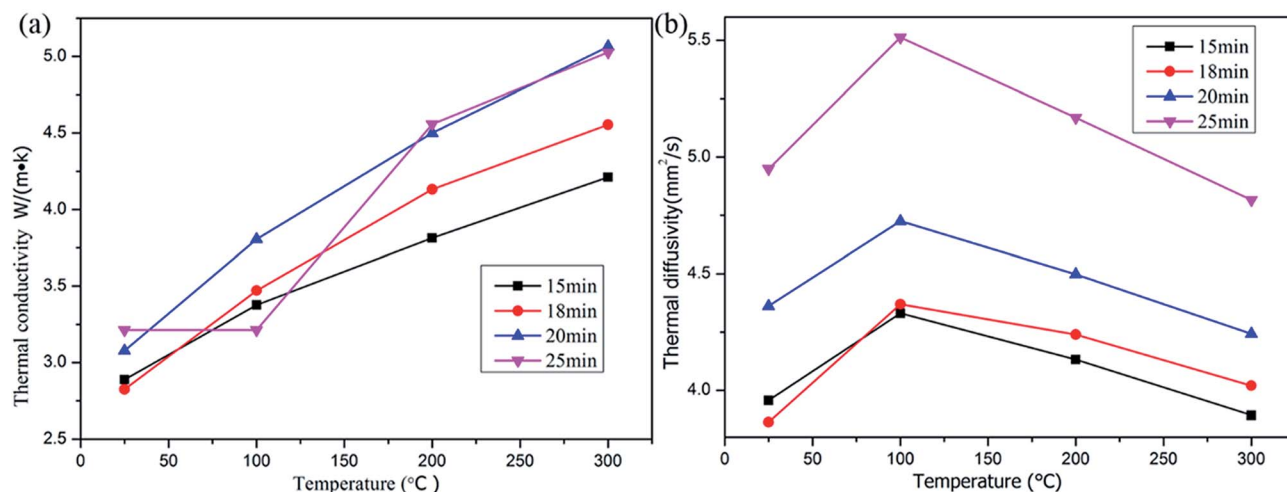 (a)
Thermal conductivity W/(m•k)
5.0
4.5
4.0
3.5
3.0
2.5
0 50 100 150 200 250 300
Temperature (°C)
15min
18min
20min
25min
(b)
Thermal diffusivity(mm²/s)
5.5
5.0
4.5
4.0
0 50 100 150 200 250 300
Temperature (°C)
15min
18min
20min
25min